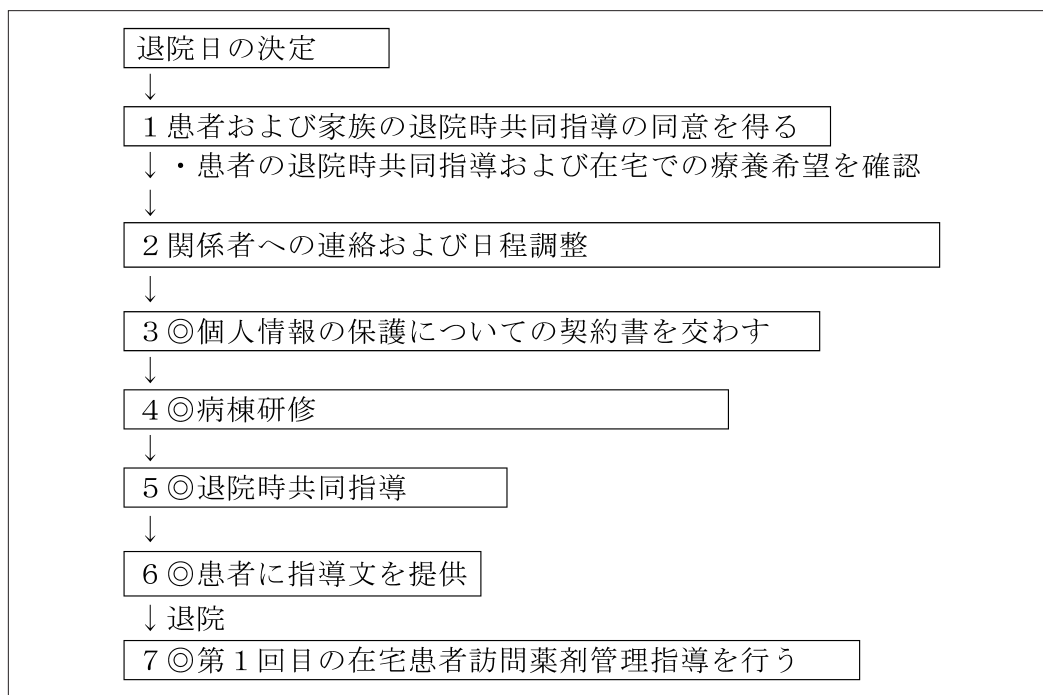 退院日の決定
↓
１患者および家族の退院時共同指導の同意を得る
↓・患者の退院時共同指導および在宅での療養希望を確認
↓
２関係者への連絡および日程調整
↓
３◎個人情報の保護についての契約書を交わす
↓
４◎病棟研修
↓
５◎退院時共同指導
↓
６◎患者に指導文を提供
↓退院
７◎第１回目の在宅患者訪問薬剤管理指導を行う